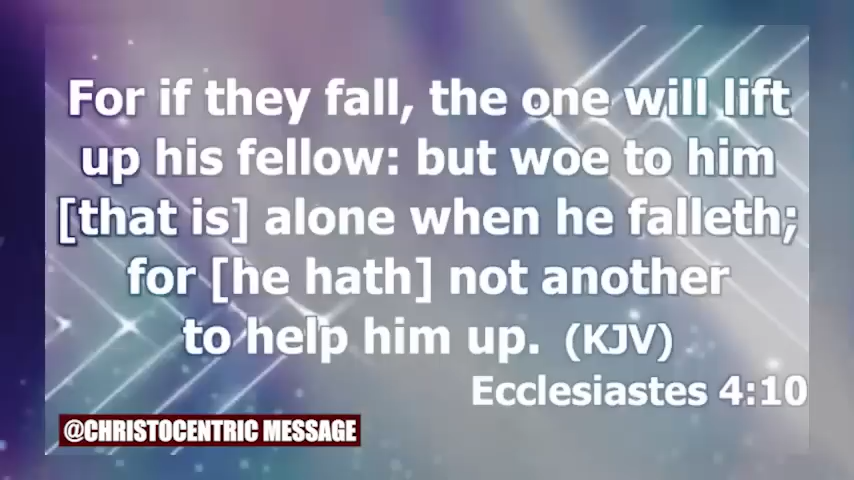 For if they fall, the one will lift
up his fellow: but woe to him
[that is] alone when he falleth;
for [he hath] not another
to help him up. (KJV)
Ecclesiastes 4:10
@CHRISTOCENTRIC MESSAGE